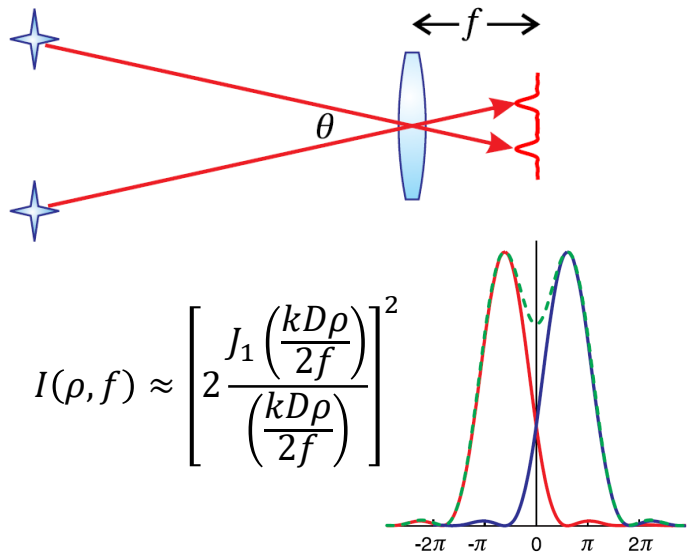 f
θ
I(ρ, f) ≈ [2 J₁(kDρ/2f) / (kDρ/2f)]²
-2π -π 0 π 2π